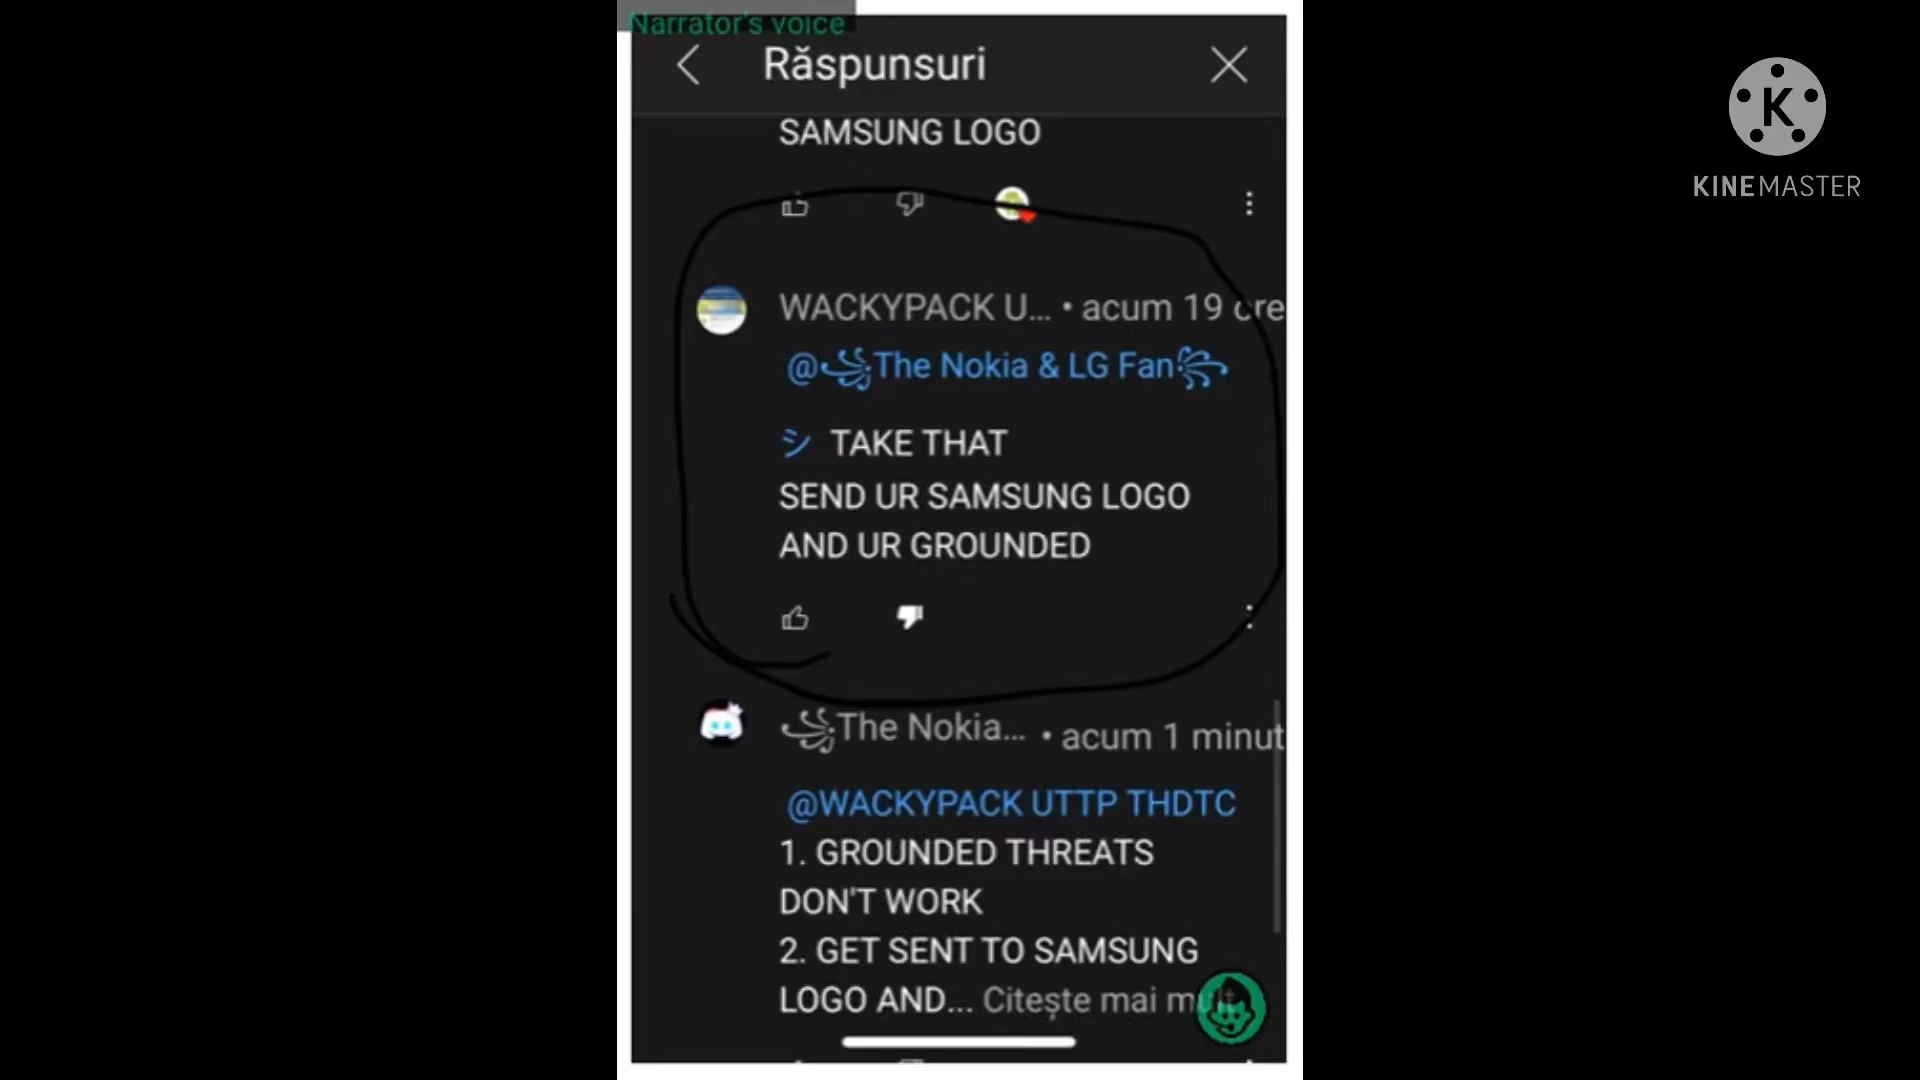 Narrator's voice
Răspunsuri
SAMSUNG LOGO
WACKYPACK U... • acum 19 ore
@꧁The Nokia & LG Fan꧂
シ TAKE THAT
SEND UR SAMSUNG LOGO
AND UR GROUNDED
꧁The Nokia... • acum 1 minut
@WACKYPACK UTTP THDTC
1. GROUNDED THREATS
DON'T WORK
2. GET SENT TO SAMSUNG
LOGO AND... Citește mai mult
K
KINEMASTER